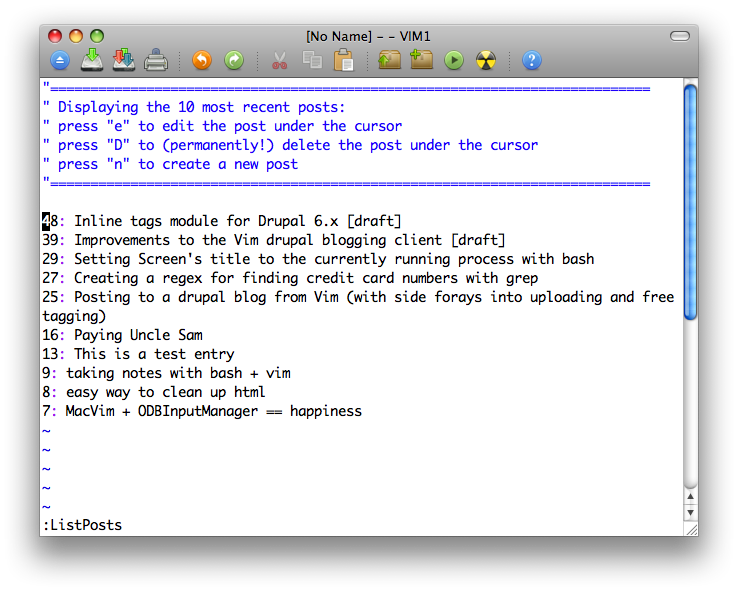 [No Name] - - VIM1
"===========================================================================
" Displaying the 10 most recent posts:
" press "e" to edit the post under the cursor
" press "D" to (permanently!) delete the post under the cursor
" press "n" to create a new post
"===========================================================================
48: Inline tags module for Drupal 6.x [draft]
39: Improvements to the Vim drupal blogging client [draft]
29: Setting Screen's title to the currently running process with bash
27: Creating a regex for finding credit card numbers with grep
25: Posting to a drupal blog from Vim (with side forays into uploading and free
tagging)
16: Paying Uncle Sam
13: This is a test entry
9: taking notes with bash + vim
8: easy way to clean up html
7: MacVim + ODBInputManager == happiness
~
~
~
~
~
:ListPosts